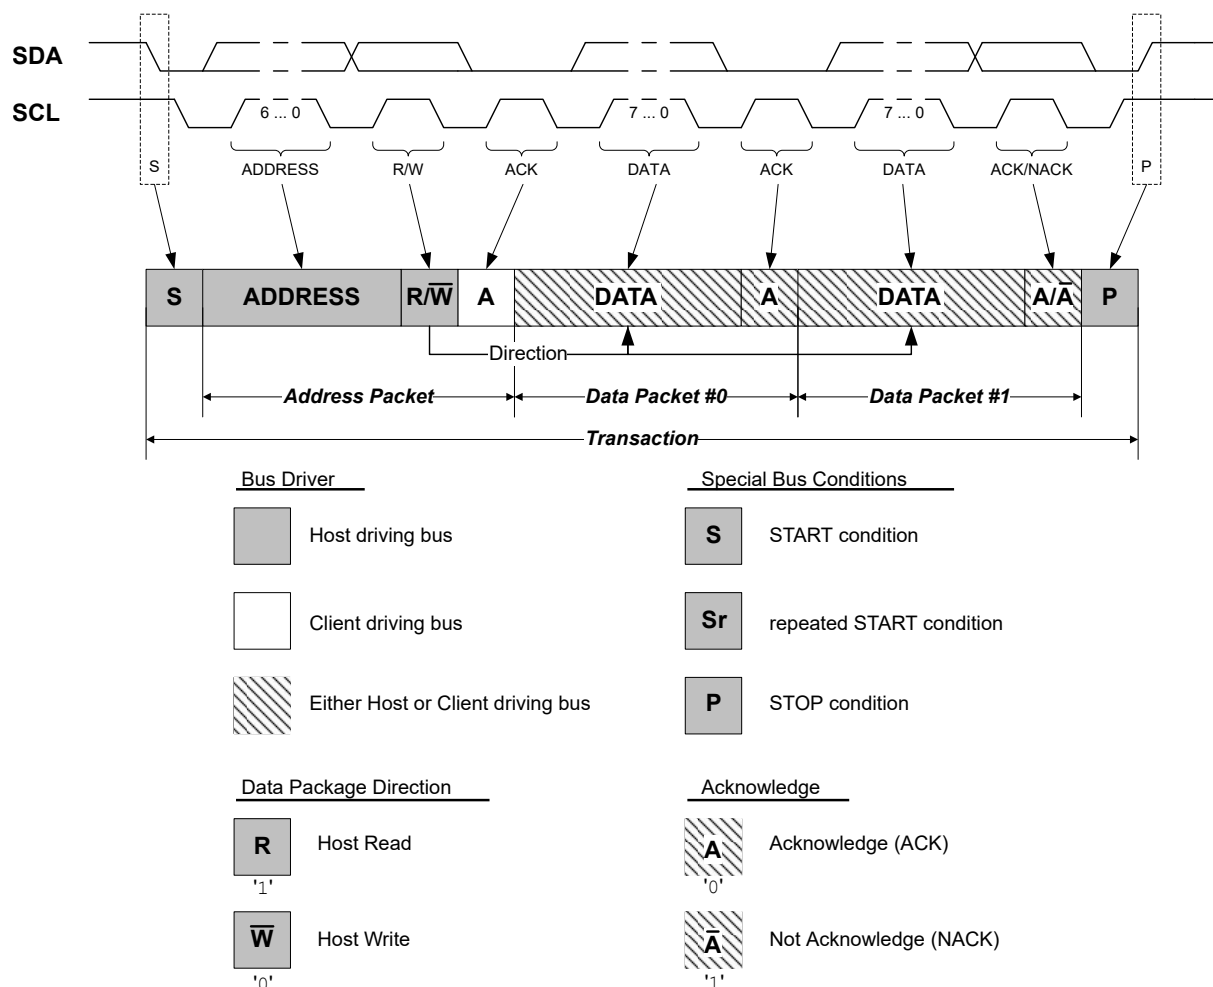 SDA
SCL
6 ... 0
7 ... 0
7 ... 0
S
ADDRESS
R/W
ACK
DATA
ACK
DATA
ACK/NACK
P
S
ADDRESS
R/W̅
A
DATA
A
DATA
A/A̅
P
Direction
Address Packet
Data Packet #0
Data Packet #1
Transaction
Bus Driver
Special Bus Conditions
Host driving bus
S
START condition
Client driving bus
Sr
repeated START condition
Either Host or Client driving bus
P
STOP condition
Data Package Direction
Acknowledge
R
Host Read
'1'
A
Acknowledge (ACK)
'0'
W̅
Host Write
'0'
A̅
Not Acknowledge (NACK)
'1'